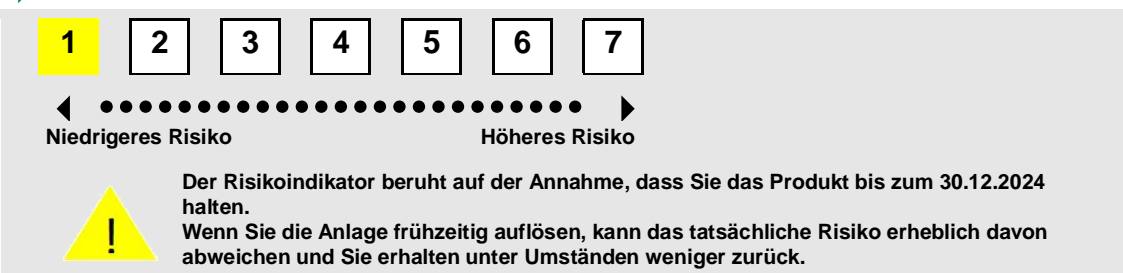 1 2 3 4 5 6 7
Niedrigeres Risiko Höheres Risiko
Der Risikoindikator beruht auf der Annahme, dass Sie das Produkt bis zum 30.12.2024
halten.
!
Wenn Sie die Anlage frühzeitig auflösen, kann das tatsächliche Risiko erheblich davon
abweichen und Sie erhalten unter Umständen weniger zurück.